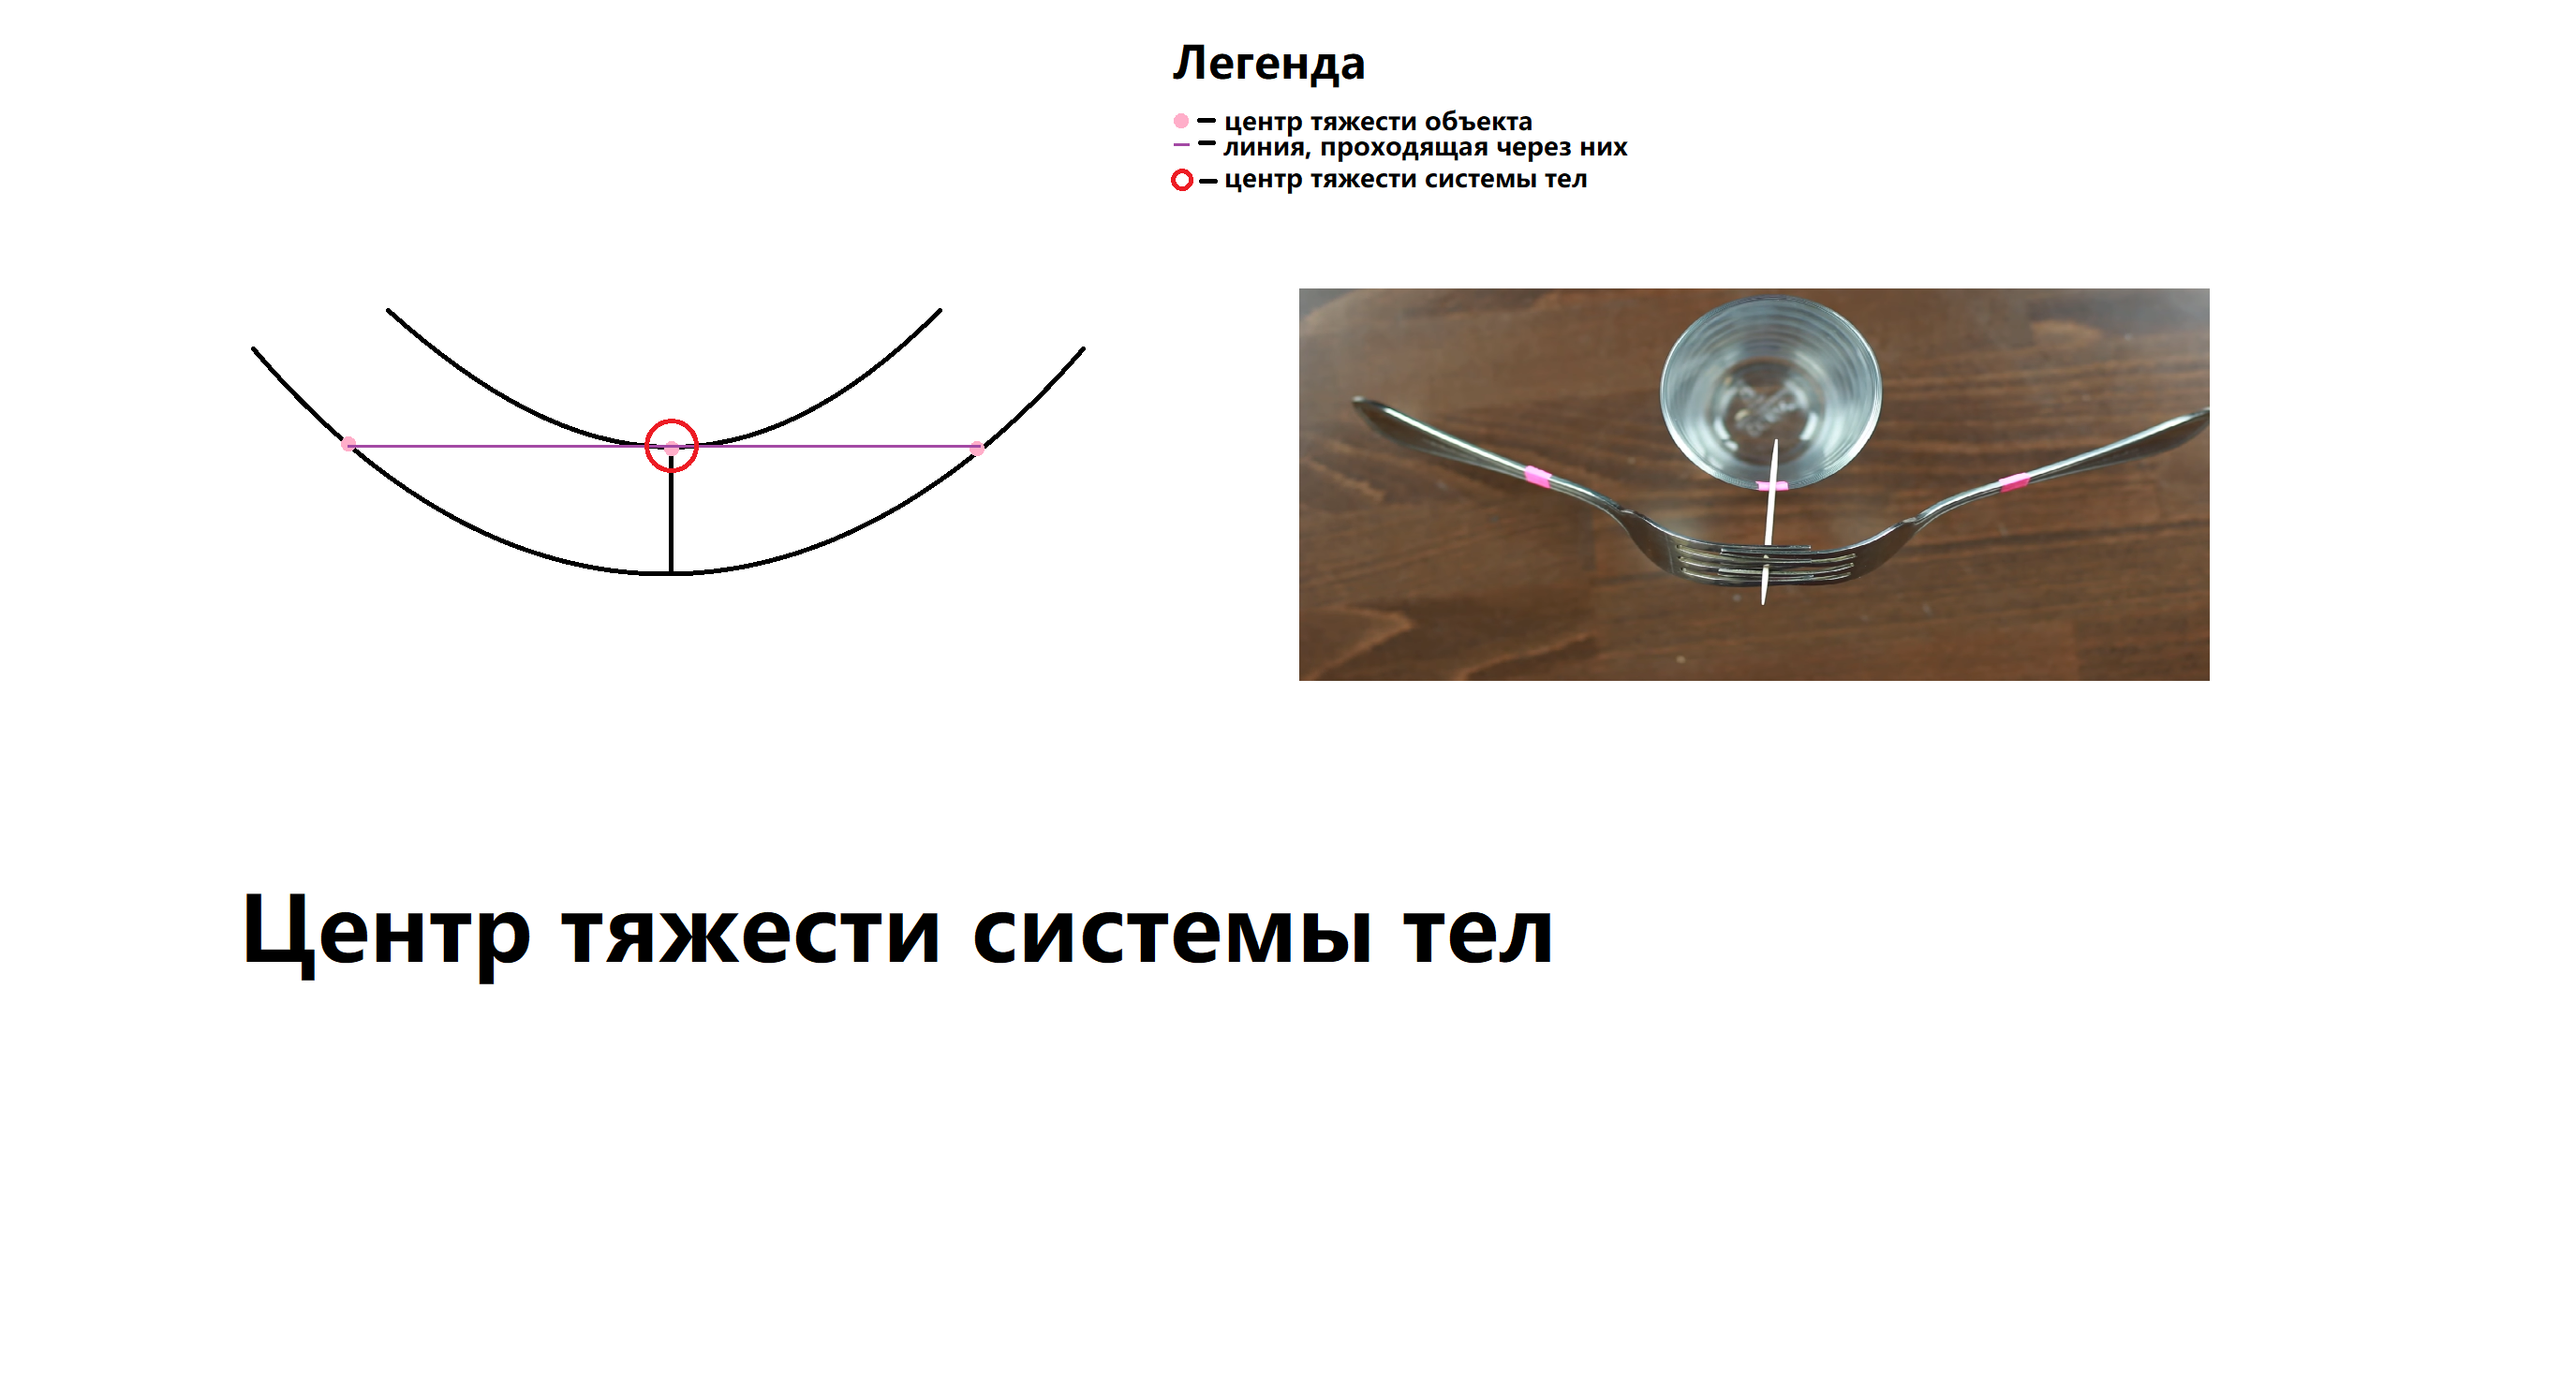 Легенда
— центр тяжести объекта
— — линия, проходящая через них
— центр тяжести системы тел
Центр тяжести системы тел